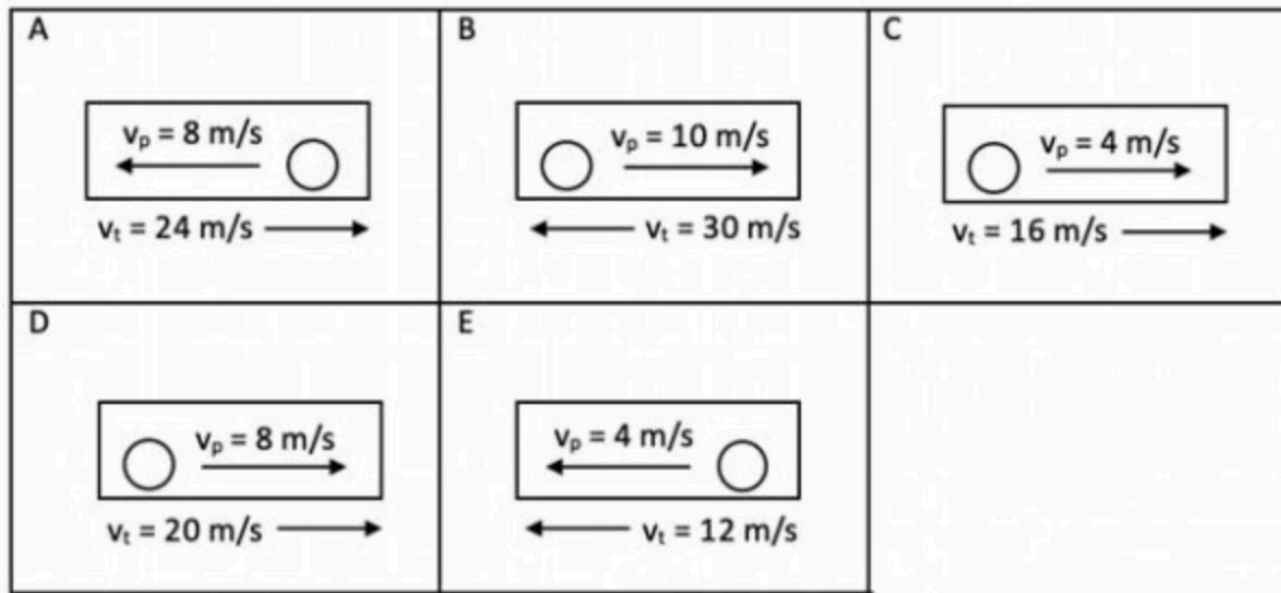 A
vₚ = 8 m/s
vₜ = 24 m/s
B
vₚ = 10 m/s
vₜ = 30 m/s
C
vₚ = 4 m/s
vₜ = 16 m/s
D
vₚ = 8 m/s
vₜ = 20 m/s
E
vₚ = 4 m/s
vₜ = 12 m/s